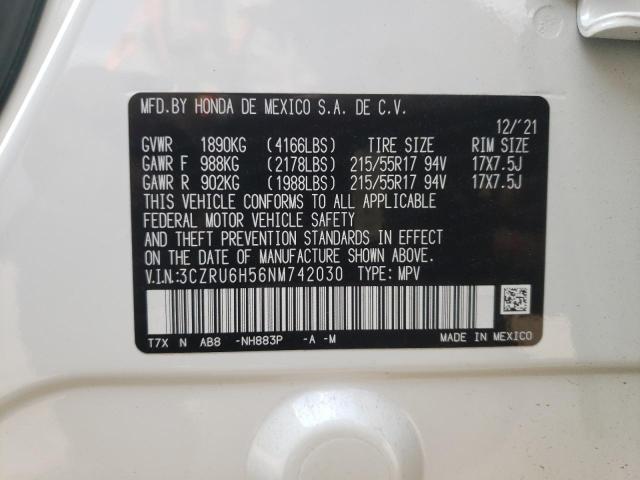 MFD.BY HONDA DE MEXICO S.A. DE C.V.
12/'21
GVWR 1890KG (4166LBS) TIRE SIZE RIM SIZE
GAWR F 988KG (2178LBS) 215/55R17 94V 17X7.5J
GAWR R 902KG (1988LBS) 215/55R17 94V 17X7.5J
THIS VEHICLE CONFORMS TO ALL APPLICABLE
FEDERAL MOTOR VEHICLE SAFETY
AND THEFT PREVENTION STANDARDS IN EFFECT
ON THE DATE OF MANUFACTURE SHOWN ABOVE.
V.I.N.:3CZRU6H56NM742030 TYPE: MPV
T7X N AB8 -NH883P -A -M
MADE IN MEXICO